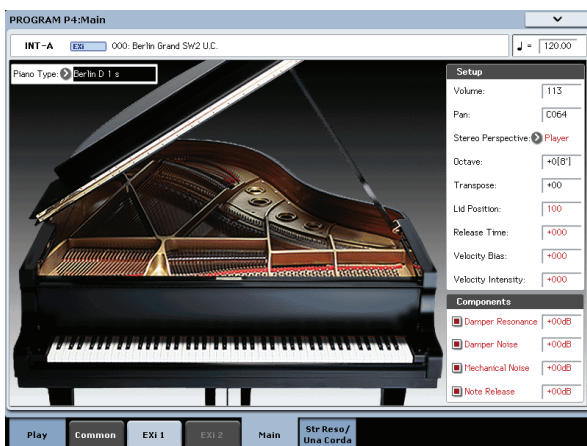 PROGRAM P4:Main
INT-A EXi 000: Berlin Grand SW2 U.C. ♩ = 120.00
Piano Type: Berlin D 1 s
Setup
Volume: 113
Pan: C064
Stereo Perspective: Player
Octave: +0[8']
Transpose: +00
Lid Position: 100
Release Time: +000
Velocity Bias: +000
Velocity Intensity: +000
Components
Damper Resonance +00dB
Damper Noise +00dB
Mechanical Noise +00dB
Note Release +00dB
Play Common EXi 1 EXi 2 Main Str Reso/
Una Corda